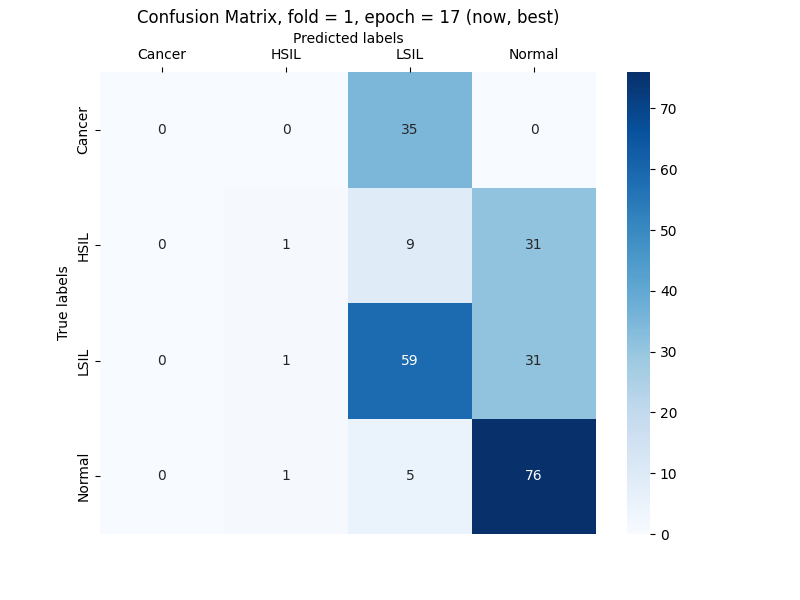 Confusion Matrix, fold = 1, epoch = 17 (now, best)
Predicted labels
Cancer HSIL LSIL Normal
True labels
Cancer 0 0 35 0
HSIL 0 1 9 31
LSIL 0 1 59 31
Normal 0 1 5 76
70
60
50
40
30
20
10
0